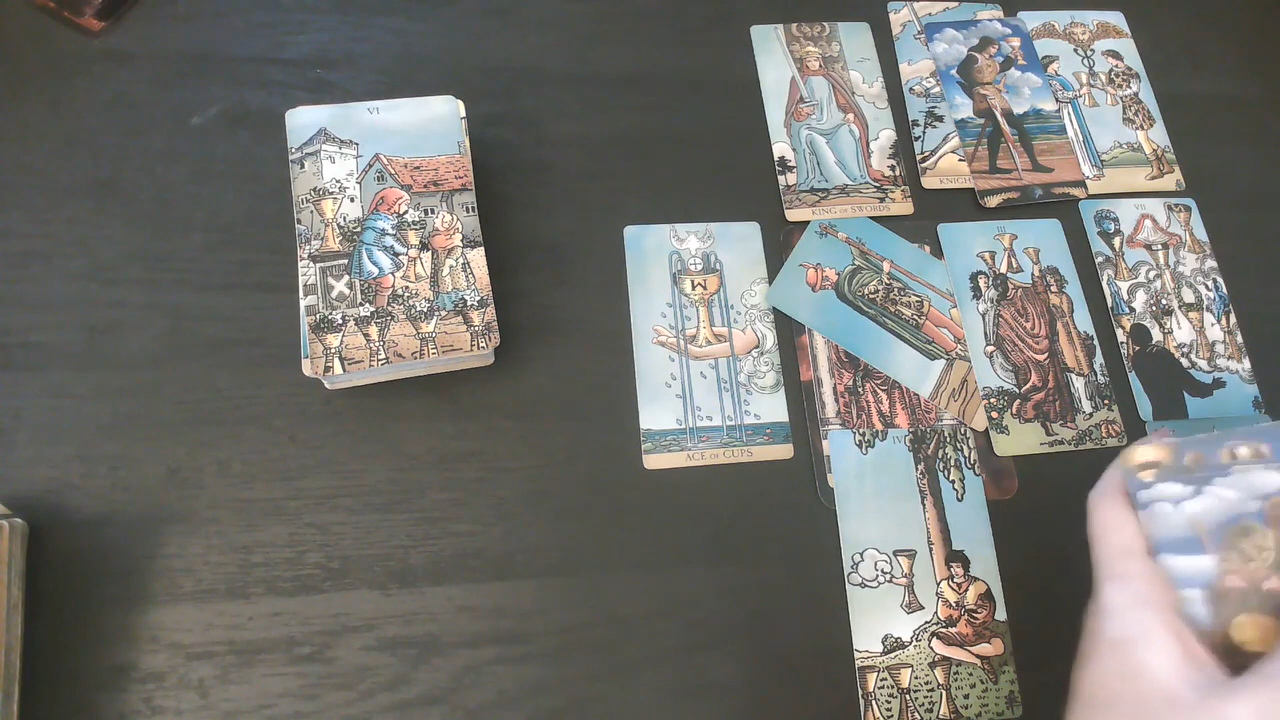 VI
KING OF SWORDS
KNIGH
III
VII
ACE OF CUPS
IV